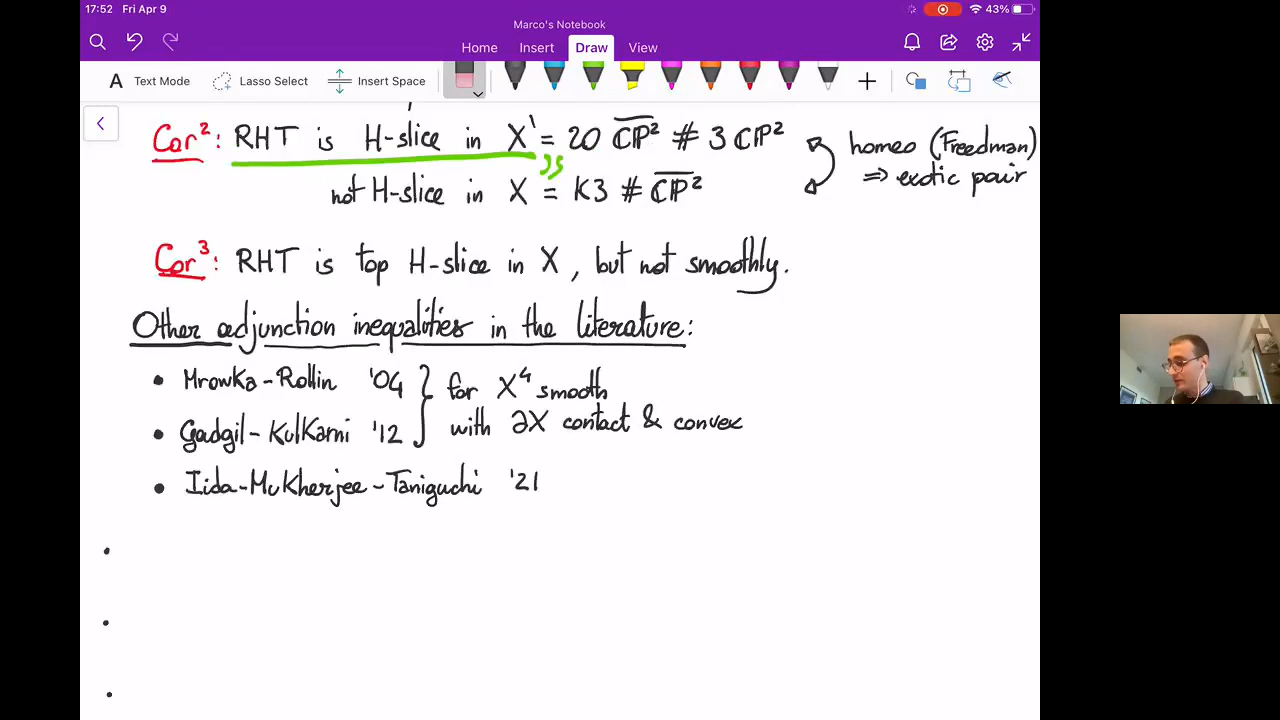 17:52 Fri Apr 9
43%
Marco's Notebook
Home Insert Draw View
A Text Mode Lasso Select Insert Space
Cor²: RHT is H-slice in X' = 20 \overline{CP²} # 3 CP²
homeo (Freedman)
⇒ exotic pair
not H-slice in X = K3 # \overline{CP²}
Cor³: RHT is top H-slice in X, but not smoothly.
Other adjunction inequalities in the literature:
• Mrowka-Rollin '04
for X⁴ smooth
• Gadgil-Kulkarni '12
with ∂X contact & convex
• Iida-Mukherjee-Taniguchi '21